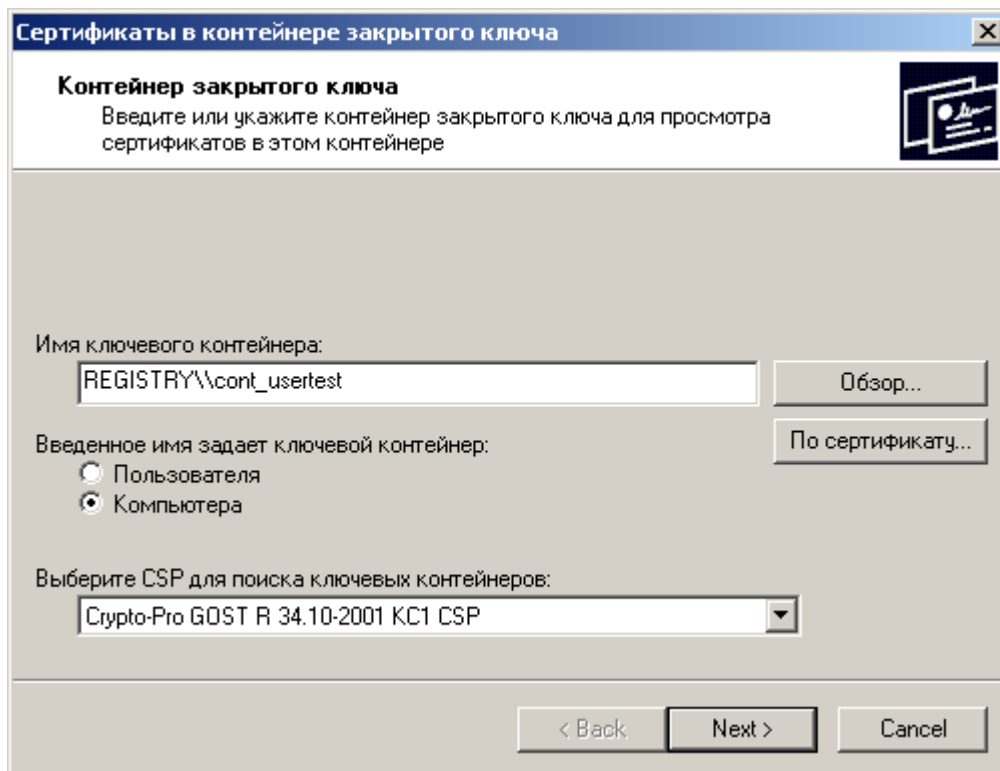 Сертификаты в контейнере закрытого ключа
Контейнер закрытого ключа
Введите или укажите контейнер закрытого ключа для просмотра
сертификатов в этом контейнере
Имя ключевого контейнера:
REGISTRY\\cont_usertest
Обзор...
По сертификату...
Введенное имя задает ключевой контейнер:
Пользователя
Компьютера
Выберите CSP для поиска ключевых контейнеров:
Crypto-Pro GOST R 34.10-2001 KC1 CSP
< Back
Next >
Cancel